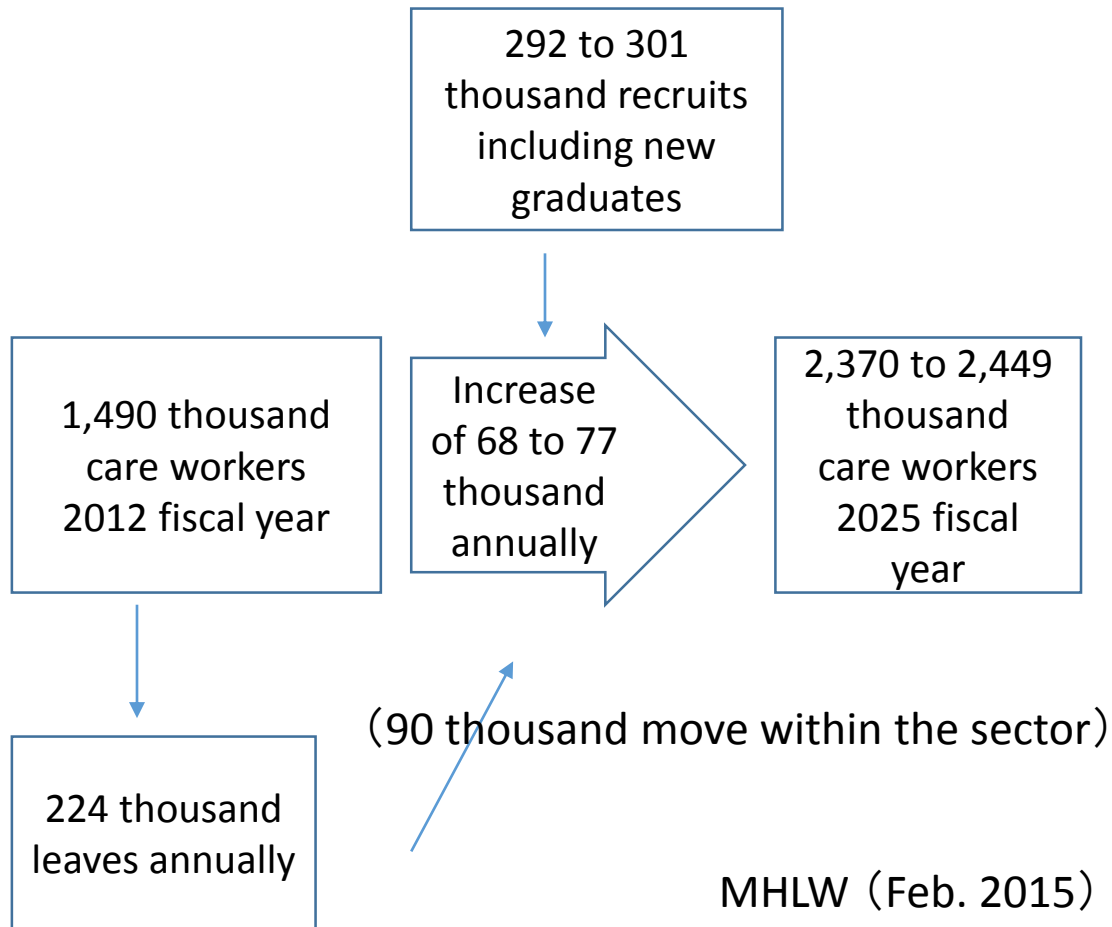 292 to 301
thousand recruits
including new
graduates
1,490 thousand
care workers
2012 fiscal year
Increase
of 68 to 77
thousand
annually
2,370 to 2,449
thousand
care workers
2025 fiscal
year
（90 thousand move within the sector）
224 thousand
leaves annually
MHLW（Feb. 2015）